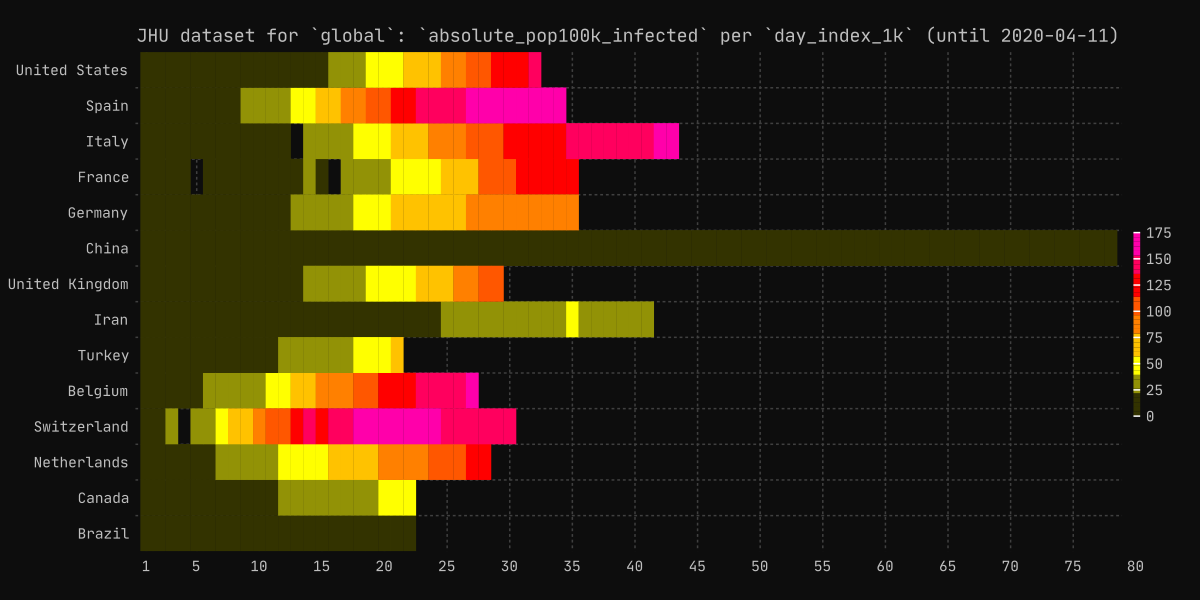 JHU dataset for `global`: `absolute_pop100k_infected` per `day_index_1k` (until 2020-04-11)
United States
Spain
Italy
France
Germany
China
United Kingdom
Iran
Turkey
Belgium
Switzerland
Netherlands
Canada
Brazil
175
150
125
100
75
50
25
0
1 5 10 15 20 25 30 35 40 45 50 55 60 65 70 75 80